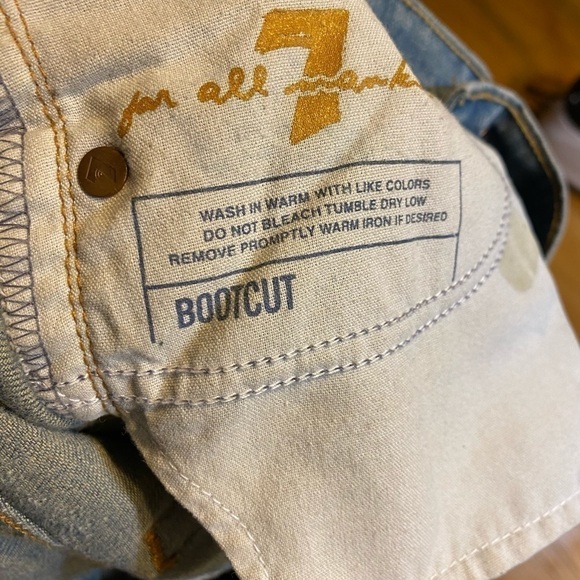 7
for all mank
WASH IN WARM WITH LIKE COLORS
DO NOT BLEACH TUMBLE DRY LOW
REMOVE PROMPTLY WARM IRON IF DESIRED
BOOTCUT